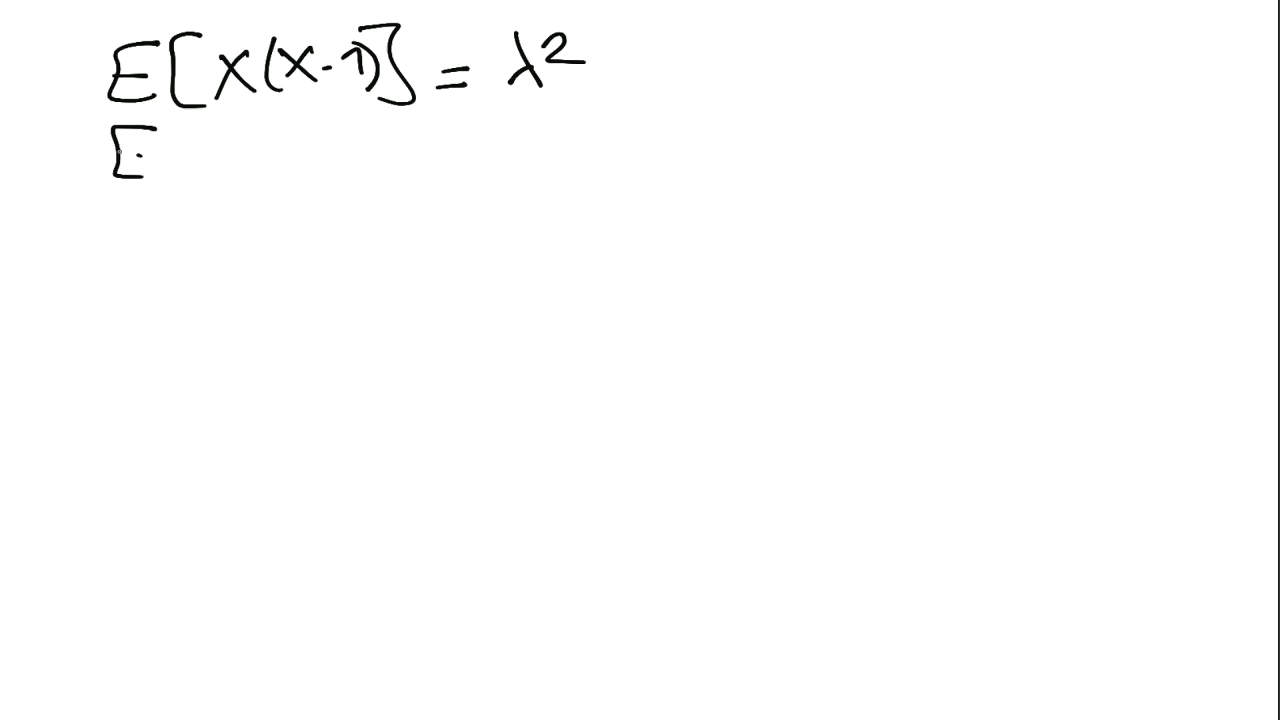 E[X(X-1)] = λ²
E